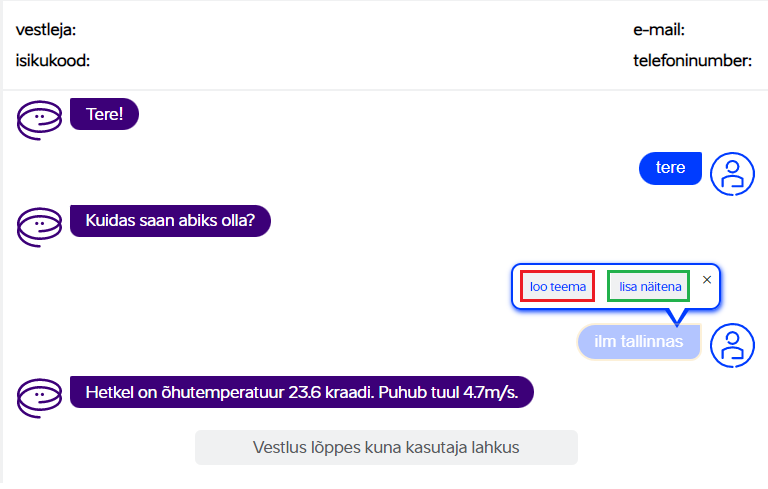 vestleja:
e-mail:
isikukood:
telefoninumber:
Tere!
tere
Kuidas saan abiks olla?
loo teema
lisa näitena
×
ilm tallinnas
Hetkel on õhutemperatuur 23.6 kraadi. Puhub tuul 4.7m/s.
Vestlus lõppes kuna kasutaja lahkus